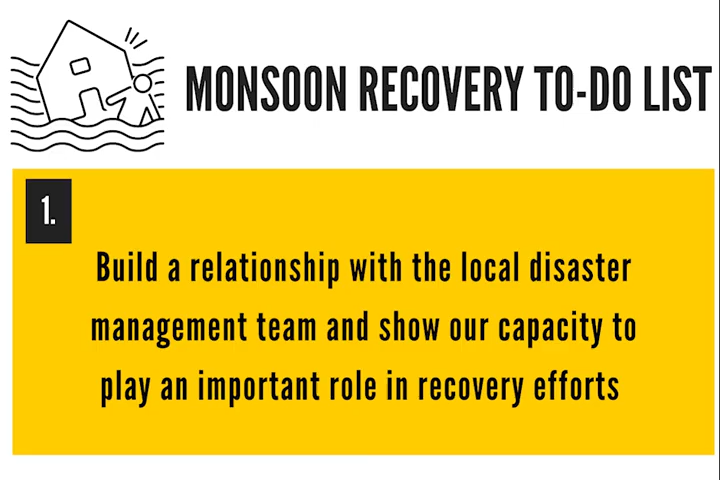 MONSOON RECOVERY TO-DO LIST
1.
Build a relationship with the local disaster
management team and show our capacity to
play an important role in recovery efforts